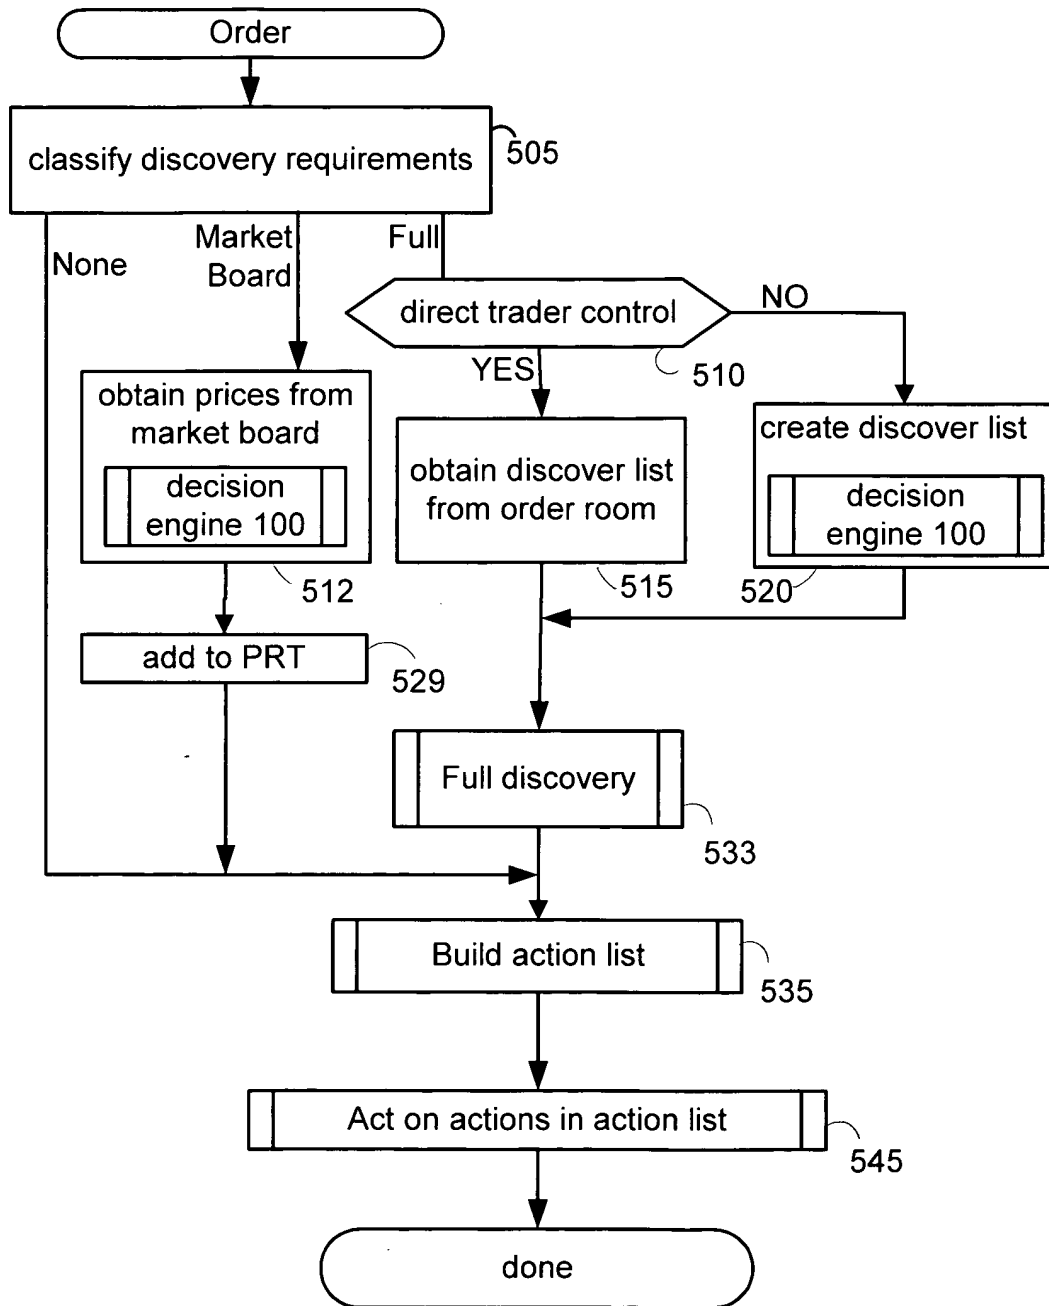 Order
classify discovery requirements
505
None
Market
Board
Full
direct trader control
NO
YES
510
obtain prices from
market board
decision
engine 100
512
obtain discover list
from order room
515
create discover list
decision
engine 100
520
add to PRT
529
Full discovery
533
Build action list
535
Act on actions in action list
545
done